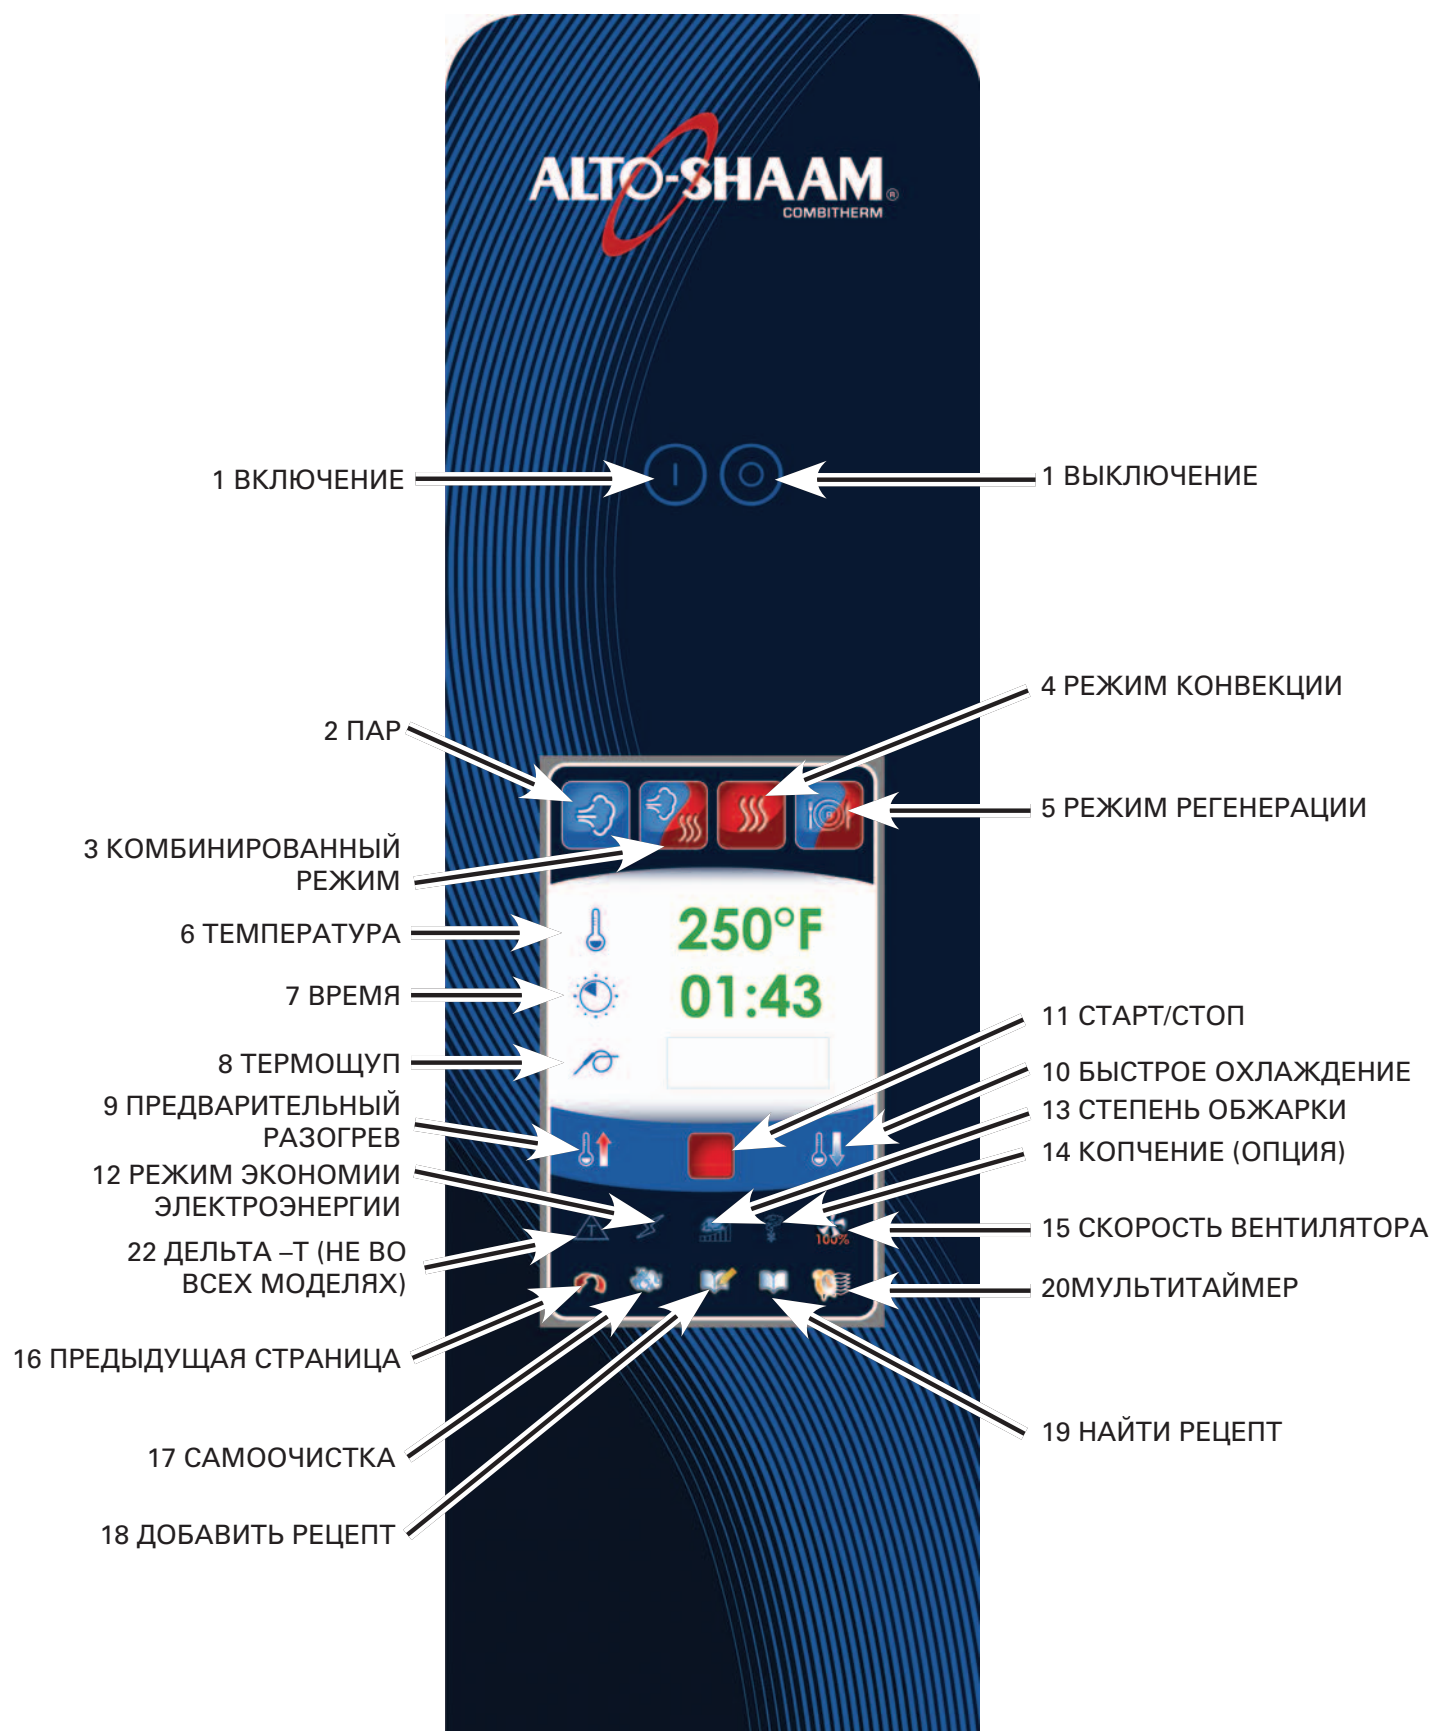 ALTO-SHAAM®
COMBITHERM
1 ВКЛЮЧЕНИЕ
1 ВЫКЛЮЧЕНИЕ
2 ПАР
4 РЕЖИМ КОНВЕКЦИИ
5 РЕЖИМ РЕГЕНЕРАЦИИ
3 КОМБИНИРОВАННЫЙ
РЕЖИМ
6 ТЕМПЕРАТУРА
250°F
7 ВРЕМЯ
01:43
8 ТЕРМОЩУП
11 СТАРТ/СТОП
10 БЫСТРОЕ ОХЛАЖДЕНИЕ
9 ПРЕДВАРИТЕЛЬНЫЙ
РАЗОГРЕВ
13 СТЕПЕНЬ ОБЖАРКИ
14 КОПЧЕНИЕ (ОПЦИЯ)
12 РЕЖИМ ЭКОНОМИИ
ЭЛЕКТРОЭНЕРГИИ
T
100%
15 СКОРОСТЬ ВЕНТИЛЯТОРА
22 ДЕЛЬТА –Т (НЕ ВО
ВСЕХ МОДЕЛЯХ)
20МУЛЬТИТАЙМЕР
16 ПРЕДЫДУЩАЯ СТРАНИЦА
19 НАЙТИ РЕЦЕПТ
17 САМООЧИСТКА
18 ДОБАВИТЬ РЕЦЕПТ